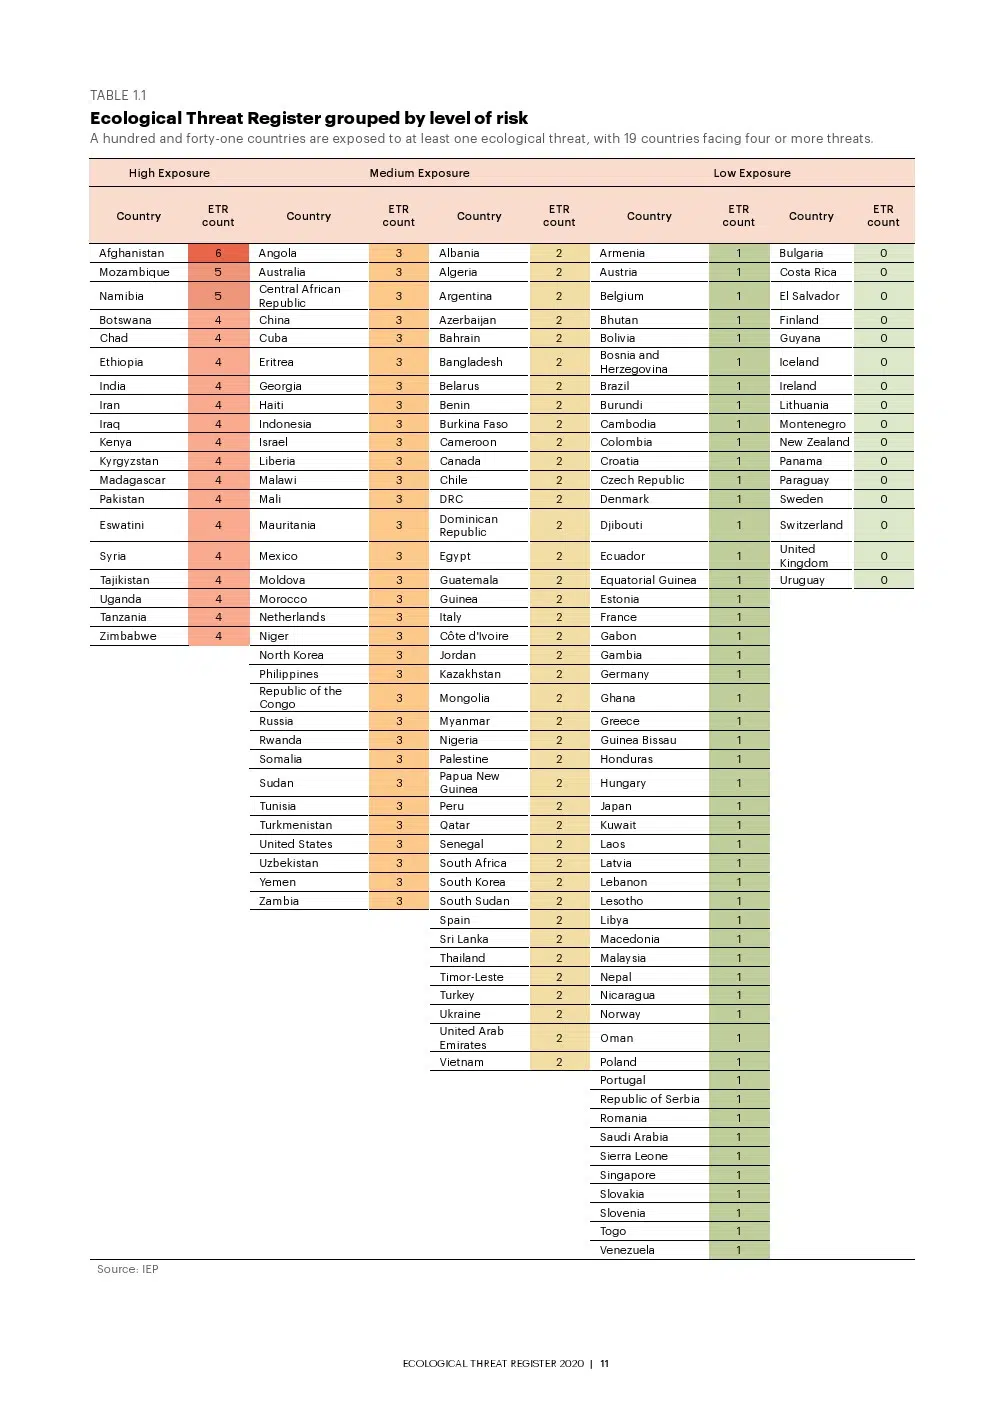 TABLE 1.1
Ecological Threat Register grouped by level of risk
A hundred and forty-one countries are exposed to at least one ecological threat, with 19 countries facing four or more threats.
High Exposure Medium Exposure Low Exposure
Country ETR count Country ETR count Country ETR count Country ETR count Country ETR count
Afghanistan 6 Angola 3 Albania 2 Armenia 1 Bulgaria 0
Mozambique 5 Australia 3 Algeria 2 Austria 1 Costa Rica 0
Namibia 5 Central African Republic 3 Argentina 2 Belgium 1 El Salvador 0
Botswana 4 China 3 Azerbaijan 2 Bhutan 1 Finland 0
Chad 4 Cuba 3 Bahrain 2 Bolivia 1 Guyana 0
Ethiopia 4 Eritrea 3 Bangladesh 2 Bosnia and Herzegovina 1 Iceland 0
India 4 Georgia 3 Belarus 2 Brazil 1 Ireland 0
Iran 4 Haiti 3 Benin 2 Burundi 1 Lithuania 0
Iraq 4 Indonesia 3 Burkina Faso 2 Cambodia 1 Montenegro 0
Kenya 4 Israel 3 Cameroon 2 Colombia 1 New Zealand 0
Kyrgyzstan 4 Liberia 3 Canada 2 Croatia 1 Panama 0
Madagascar 4 Malawi 3 Chile 2 Czech Republic 1 Paraguay 0
Pakistan 4 Mali 3 DRC 2 Denmark 1 Sweden 0
Eswatini 4 Mauritania 3 Dominican Republic 2 Djibouti 1 Switzerland 0
Syria 4 Mexico 3 Egypt 2 Ecuador 1 United Kingdom 0
Tajikistan 4 Moldova 3 Guatemala 2 Equatorial Guinea 1 Uruguay 0
Uganda 4 Morocco 3 Guinea 2 Estonia 1
Tanzania 4 Netherlands 3 Italy 2 France 1
Zimbabwe 4 Niger 3 Côte d'Ivoire 2 Gabon 1
North Korea 3 Jordan 2 Gambia 1
Philippines 3 Kazakhstan 2 Germany 1
Republic of the Congo 3 Mongolia 2 Ghana 1
Russia 3 Myanmar 2 Greece 1
Rwanda 3 Nigeria 2 Guinea Bissau 1
Somalia 3 Palestine 2 Honduras 1
Sudan 3 Papua New Guinea 2 Hungary 1
Tunisia 3 Peru 2 Japan 1
Turkmenistan 3 Qatar 2 Kuwait 1
United States 3 Senegal 2 Laos 1
Uzbekistan 3 South Africa 2 Latvia 1
Yemen 3 South Korea 2 Lebanon 1
Zambia 3 South Sudan 2 Lesotho 1
Spain 2 Libya 1
Sri Lanka 2 Macedonia 1
Thailand 2 Malaysia 1
Timor-Leste 2 Nepal 1
Turkey 2 Nicaragua 1
Ukraine 2 Norway 1
United Arab Emirates 2 Oman 1
Vietnam 2 Poland 1
Portugal 1
Republic of Serbia 1
Romania 1
Saudi Arabia 1
Sierra Leone 1
Singapore 1
Slovakia 1
Slovenia 1
Togo 1
Venezuela 1
Source: IEP
ECOLOGICAL THREAT REGISTER 2020 | 11